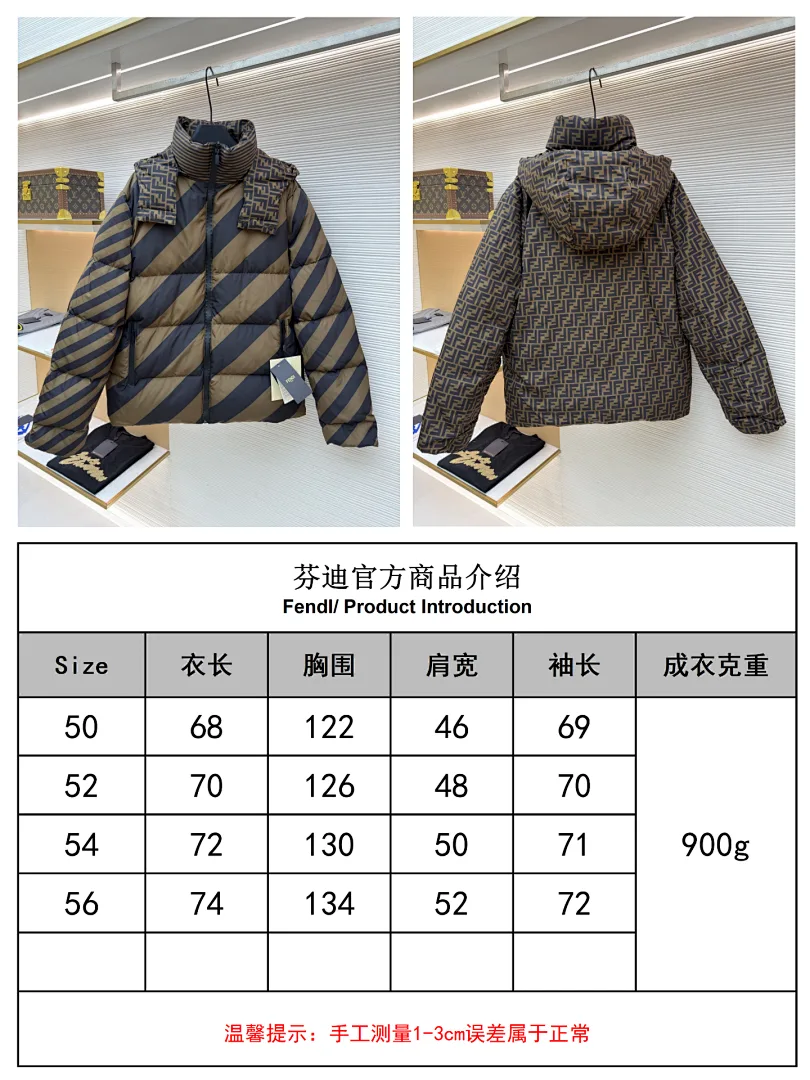 芬迪官方商品介绍
FendI/ Product Introduction
Size 衣长 胸围 肩宽 袖长 成衣克重
50 68 122 46 69
52 70 126 48 70
54 72 130 50 71
900g
56 74 134 52 72
温馨提示：手工测量1-3cm误差属于正常